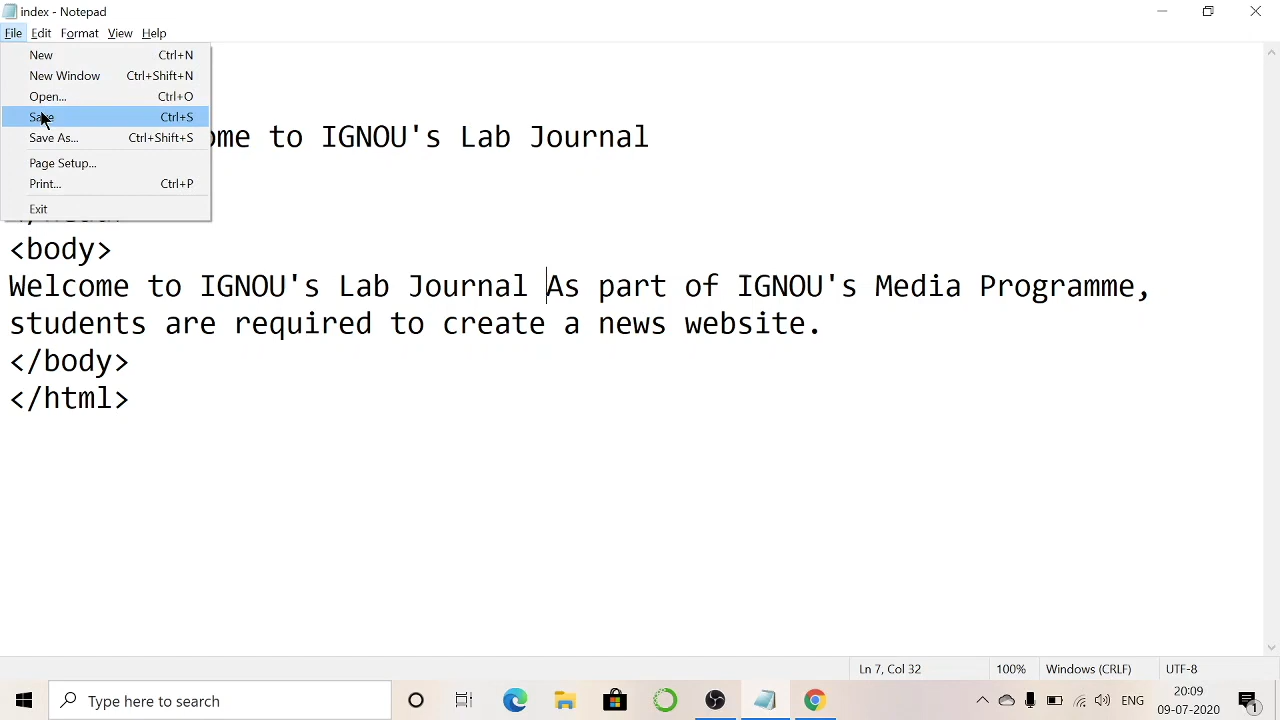 index - Notepad
File Edit Format View Help
New Ctrl+N
New Window Ctrl+Shift+N
Open... Ctrl+O
Save Ctrl+S
Save As... Ctrl+Shift+S
Page Setup... 
Print... Ctrl+P
Exit
to IGNOU's Lab Journal
<body>
Welcome to IGNOU's Lab Journal As part of IGNOU's Media Programme,
students are required to create a news website.
</body>
</html>
Ln 7, Col 32 100% Windows (CRLF) UTF-8
Type here to search
ENG
20:09
09-07-2020
1